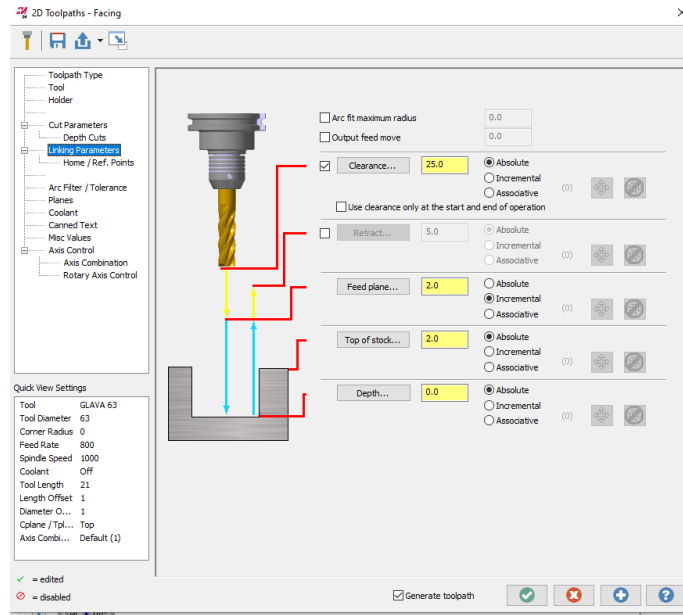 2D Toolpaths - Facing
Toolpath Type
Tool
Holder
Cut Parameters
Depth Cuts
Linking Parameters
Home / Ref. Points
Arc Filter / Tolerance
Planes
Coolant
Canned Text
Misc Values
Axis Control
Axis Combination
Rotary Axis Control
Quick View Settings
Tool GLAVA 63
Tool Diameter 63
Corner Radius 0
Feed Rate 800
Spindle Speed 1000
Coolant Off
Tool Length 21
Length Offset 1
Diameter O... 1
Cplane / Tpl... Top
Axis Combi... Default (1)
= edited
= disabled
Arc fit maximum radius 0.0
Output feed move 0.0
Clearance... 25.0 Absolute
Incremental
Associative (0)
Use clearance only at the start and end of operation
Retract... 5.0 Absolute
Incremental
Associative (0)
Feed plane... 2.0 Absolute
Incremental
Associative (0)
Top of stock... 2.0 Absolute
Incremental
Associative (0)
Depth... 0.0 Absolute
Incremental
Associative (0)
Generate toolpath